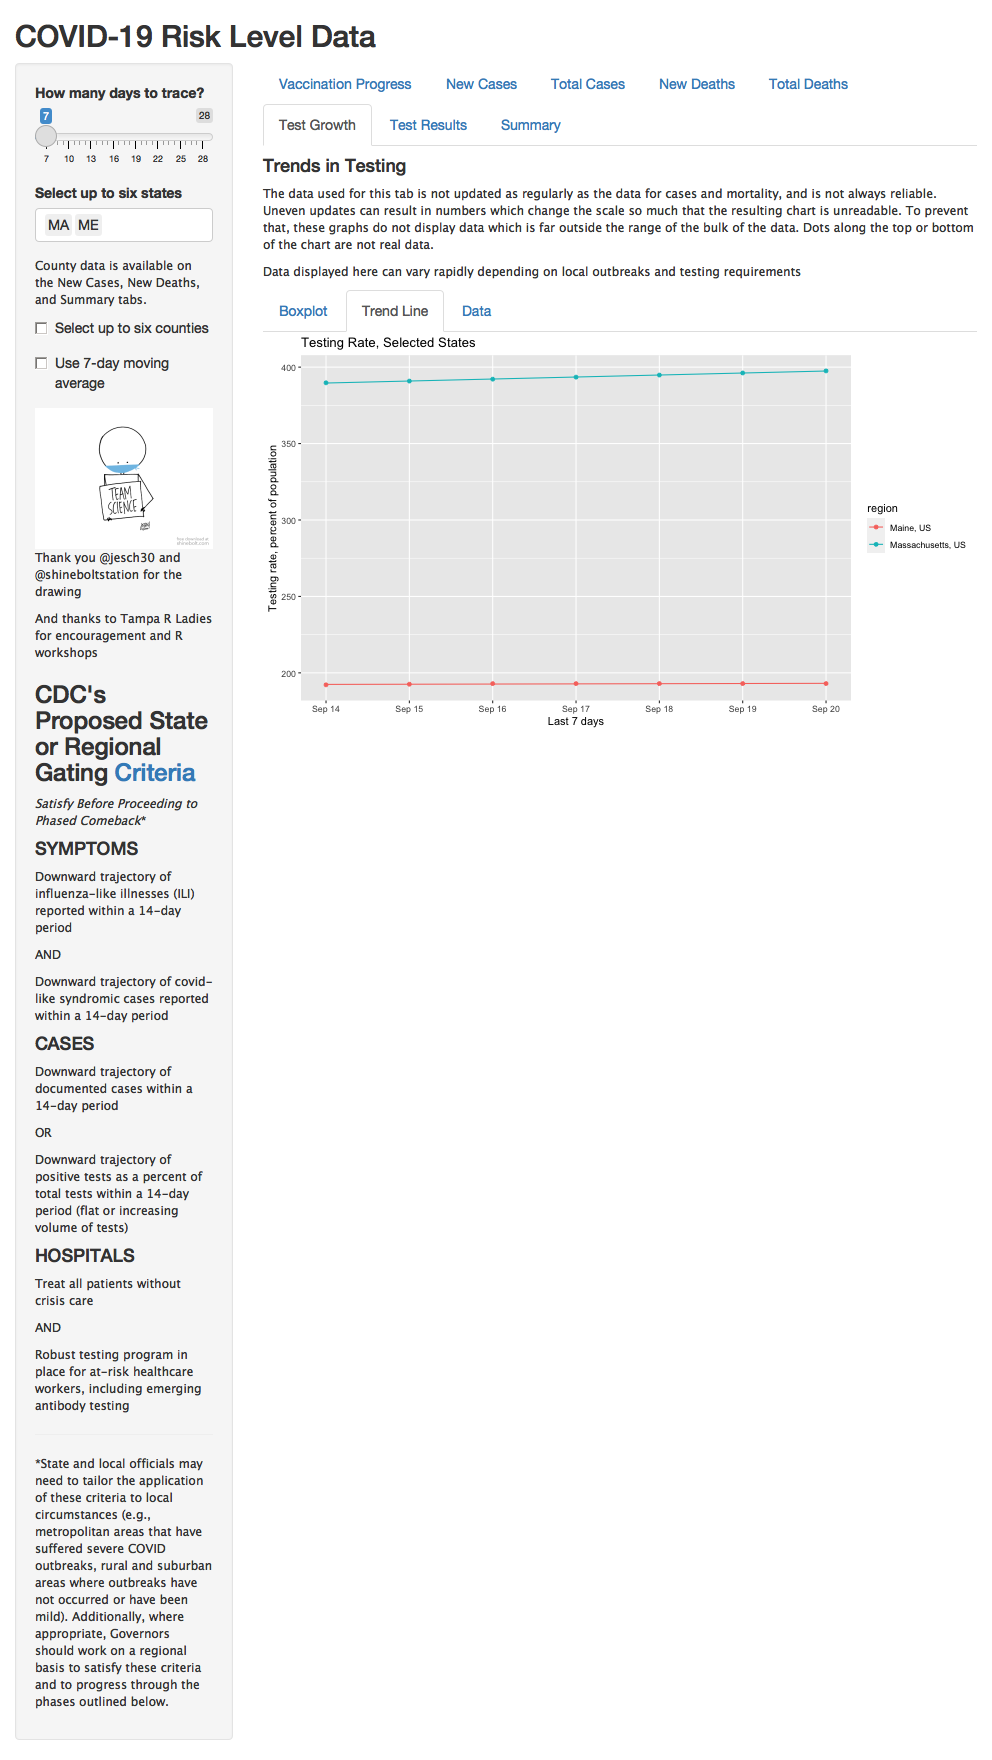 COVID-19 Risk Level Data
How many days to trace?
7
28
7 10 13 16 19 22 25 28
Select up to six states
MA ME
County data is available on
the New Cases, New Deaths,
and Summary tabs.
Select up to six counties
Use 7-day moving
average
TEAM
SCIENCE
Thank you @jesch30 and
@shineboltstation for the
drawing
And thanks to Tampa R Ladies
for encouragement and R
workshops
CDC's
Proposed State
or Regional
Gating Criteria
Satisfy Before Proceeding to
Phased Comeback*
SYMPTOMS
Downward trajectory of
influenza-like illnesses (ILI)
reported within a 14-day
period
AND
Downward trajectory of covid-
like syndromic cases reported
within a 14-day period
CASES
Downward trajectory of
documented cases within a
14-day period
OR
Downward trajectory of
positive tests as a percent of
total tests within a 14-day
period (flat or increasing
volume of tests)
HOSPITALS
Treat all patients without
crisis care
AND
Robust testing program in
place for at-risk healthcare
workers, including emerging
antibody testing
*State and local officials may
need to tailor the application
of these criteria to local
circumstances (e.g.,
metropolitan areas that have
suffered severe COVID
outbreaks, rural and suburban
areas where outbreaks have
not occurred or have been
mild). Additionally, where
appropriate, Governors
should work on a regional
basis to satisfy these criteria
and to progress through the
phases outlined below.
Vaccination Progress New Cases Total Cases New Deaths Total Deaths
Test Growth Test Results Summary
Trends in Testing
The data used for this tab is not updated as regularly as the data for cases and mortality, and is not always reliable.
Uneven updates can result in numbers which change the scale so much that the resulting chart is unreadable. To prevent
that, these graphs do not display data which is far outside the range of the bulk of the data. Dots along the top or bottom
of the chart are not real data.
Data displayed here can vary rapidly depending on local outbreaks and testing requirements
Boxplot Trend Line Data
Testing Rate, Selected States
Testing rate, percent of population
400
350
300
250
200
Sep 14 Sep 15 Sep 16 Sep 17 Sep 18 Sep 19 Sep 20
Last 7 days
region
Maine, US
Massachusetts, US